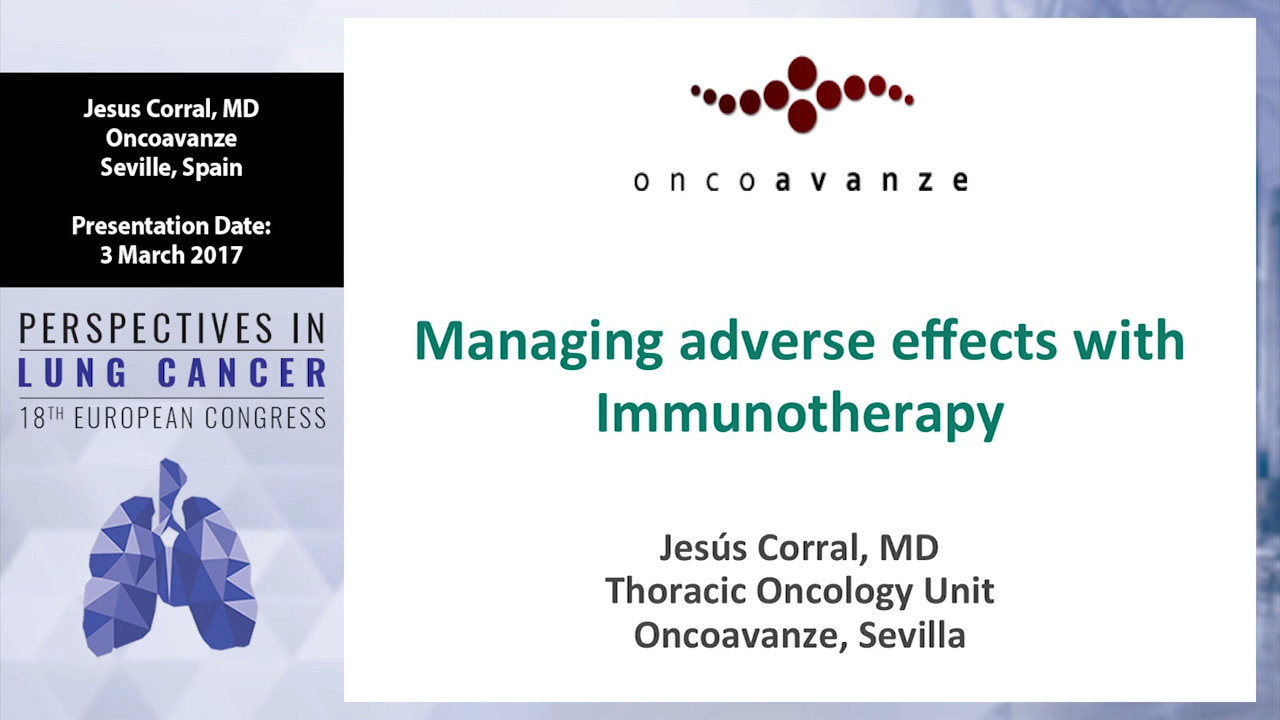 Jesus Corral, MD
Oncoavanze
Seville, Spain
Presentation Date:
3 March 2017
PERSPECTIVES IN
LUNG CANCER
18TH EUROPEAN CONGRESS
oncoavanze
Managing adverse effects with
Immunotherapy
Jesús Corral, MD
Thoracic Oncology Unit
Oncoavanze, Sevilla